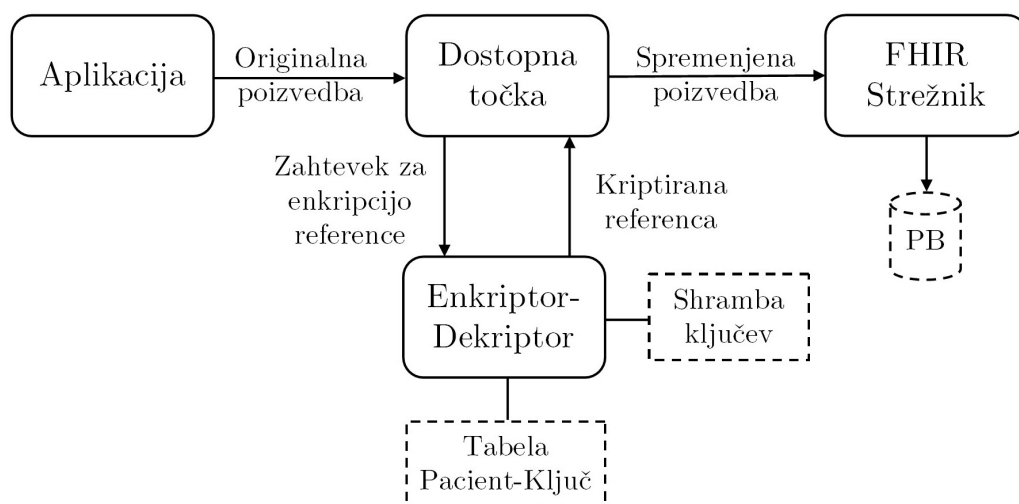 Aplikacija
Originalna
poizvedba
Dostopna
točka
Spremenjena
poizvedba
FHIR
Strežnik
Zahtevek za
enkripcijo
reference
Kriptirana
referenca
PB
Enkriptor-
Dekriptor
Shramba
ključev
Tabela
Pacient-Ključ